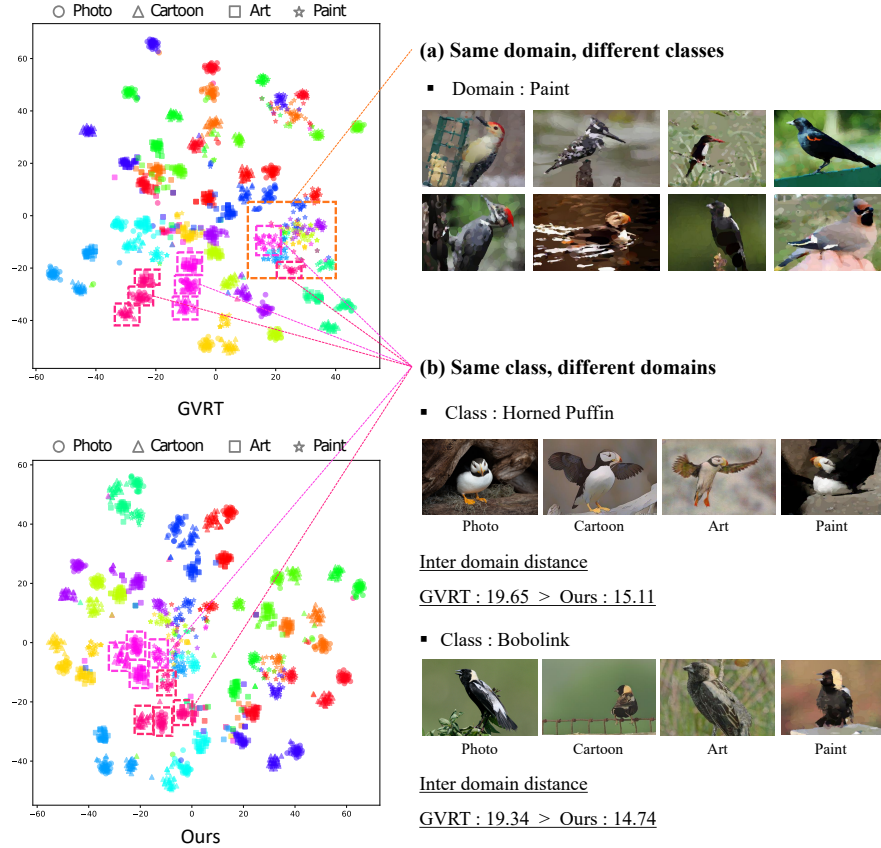 Photo Cartoon Art Paint
60
40
20
0
−20
−40
−60 −40 −20 0 20 40
GVRT
Photo Cartoon Art Paint
60
40
20
0
−20
−40
−60 −40 −20 0 20 40 60
Ours
(a) Same domain, different classes
▪ Domain : Paint
(b) Same class, different domains
▪ Class : Horned Puffin
Photo Cartoon Art Paint
Inter domain distance
GVRT : 19.65 > Ours : 15.11
▪ Class : Bobolink
Photo Cartoon Art Paint
Inter domain distance
GVRT : 19.34 > Ours : 14.74